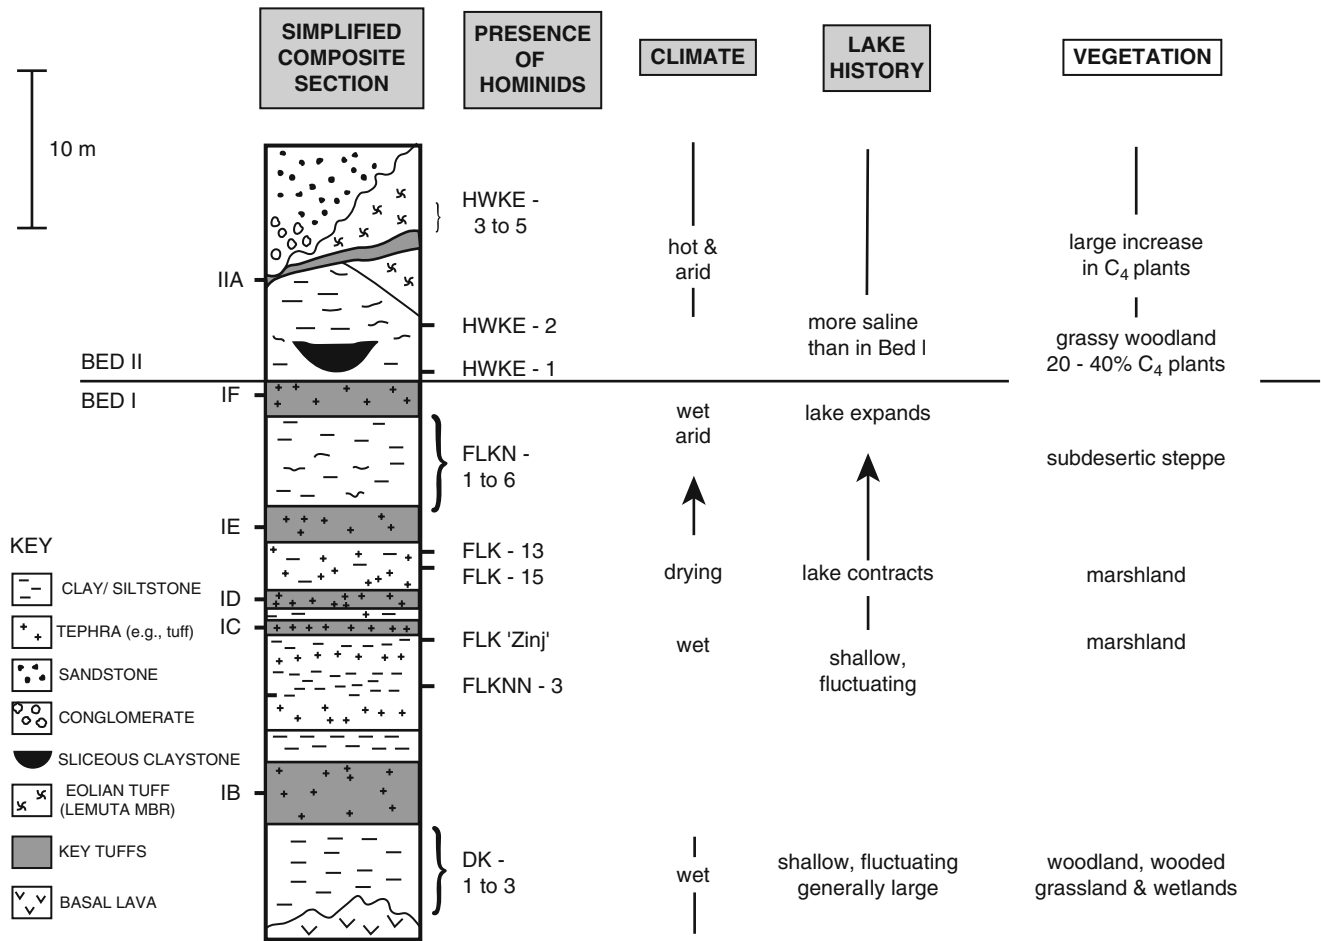 SIMPLIFIED
COMPOSITE
SECTION
PRESENCE
OF
HOMINIDS
CLIMATE
LAKE
HISTORY
VEGETATION
10 m
HWKE -
3 to 5
hot &
arid
large increase
in C4 plants
IIA
HWKE - 2
more saline
than in Bed I
grassy woodland
20 - 40% C4 plants
BED II
HWKE - 1
BED I
IF
wet
arid
lake expands
FLKN -
1 to 6
subdesertic steppe
IE
FLK - 13
FLK - 15
drying
lake contracts
marshland
ID
IC
FLK 'Zinj'
wet
shallow,
fluctuating
marshland
FLKNN - 3
IB
DK -
1 to 3
wet
shallow, fluctuating
generally large
woodland, wooded
grassland & wetlands
KEY
CLAY/ SILTSTONE
TEPHRA (e.g., tuff)
SANDSTONE
CONGLOMERATE
SLICEOUS CLAYSTONE
EOLIAN TUFF
(LEMUTA MBR)
KEY TUFFS
BASAL LAVA